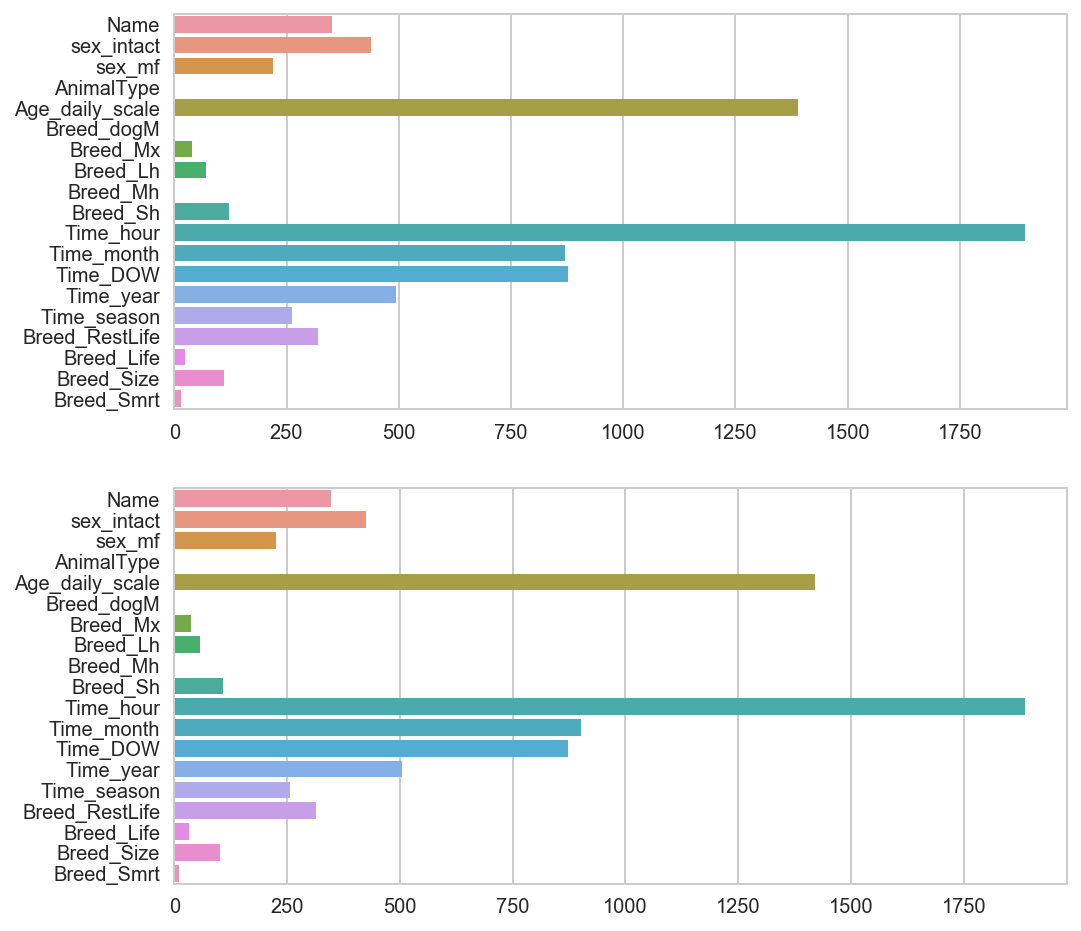 Name
sex_intact
sex_mf
AnimalType
Age_daily_scale
Breed_dogM
Breed_Mx
Breed_Lh
Breed_Mh
Breed_Sh
Time_hour
Time_month
Time_DOW
Time_year
Time_season
Breed_RestLife
Breed_Life
Breed_Size
Breed_Smrt
0 250 500 750 1000 1250 1500 1750
Name
sex_intact
sex_mf
AnimalType
Age_daily_scale
Breed_dogM
Breed_Mx
Breed_Lh
Breed_Mh
Breed_Sh
Time_hour
Time_month
Time_DOW
Time_year
Time_season
Breed_RestLife
Breed_Life
Breed_Size
Breed_Smrt
0 250 500 750 1000 1250 1500 1750